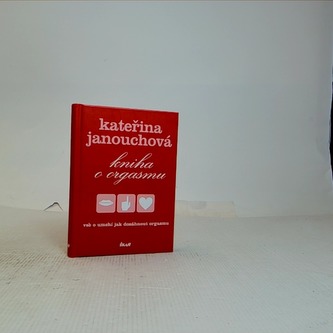 kateřina
janouchová
kniha
o orgasmu
vše o umění jak dosáhnout orgasmu
IKAR